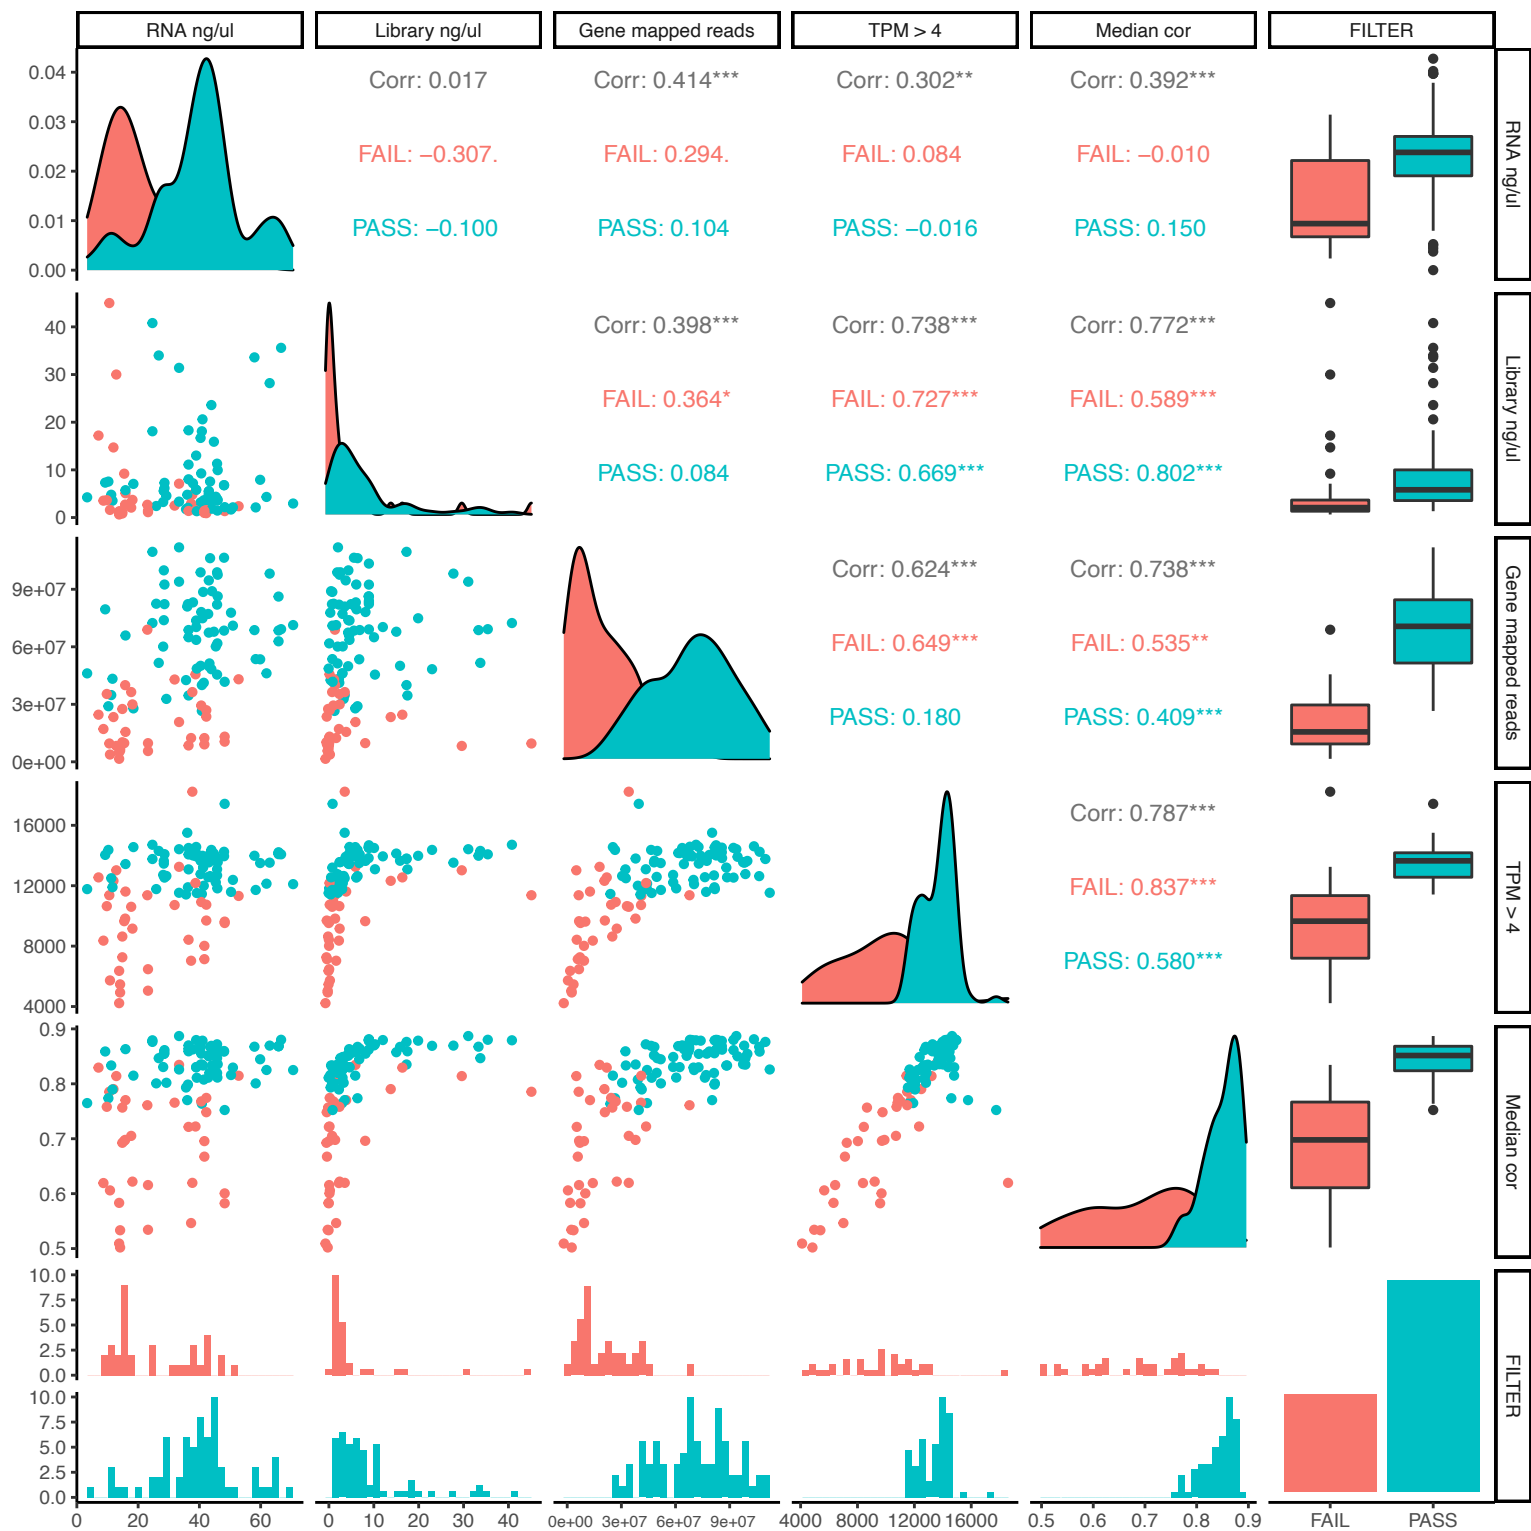 RNA ng/ul Library ng/ul Gene mapped reads TPM > 4 Median cor FILTER
0.04 Corr: 0.017 Corr: 0.414*** Corr: 0.302** Corr: 0.392***
0.03
FAIL: −0.307. FAIL: 0.294. FAIL: 0.084 FAIL: −0.010 RNA ng/ul
0.02
0.01 PASS: −0.100 PASS: 0.104 PASS: −0.016 PASS: 0.150
0.00
40 Corr: 0.398*** Corr: 0.738*** Corr: 0.772***
30
FAIL: 0.364* FAIL: 0.727*** FAIL: 0.589*** Library ng/ul
20
10 PASS: 0.084 PASS: 0.669*** PASS: 0.802***
0
Corr: 0.624*** Corr: 0.738***
9e+07
6e+07 FAIL: 0.649*** FAIL: 0.535** Gene mapped reads
3e+07 PASS: 0.180 PASS: 0.409***
0e+00
16000 Corr: 0.787***
12000 FAIL: 0.837*** TPM > 4
8000 PASS: 0.580***
4000
0.9
0.8
0.7 Median cor
0.6
0.5
10.0
7.5
5.0
2.5
0.0 FILTER
10.0
7.5
5.0
2.5
0.0
0 20 40 60 0 10 20 30 40 0e+00 3e+07 6e+07 9e+07 4000 8000 12000 16000 0.5 0.6 0.7 0.8 0.9 FAIL PASS